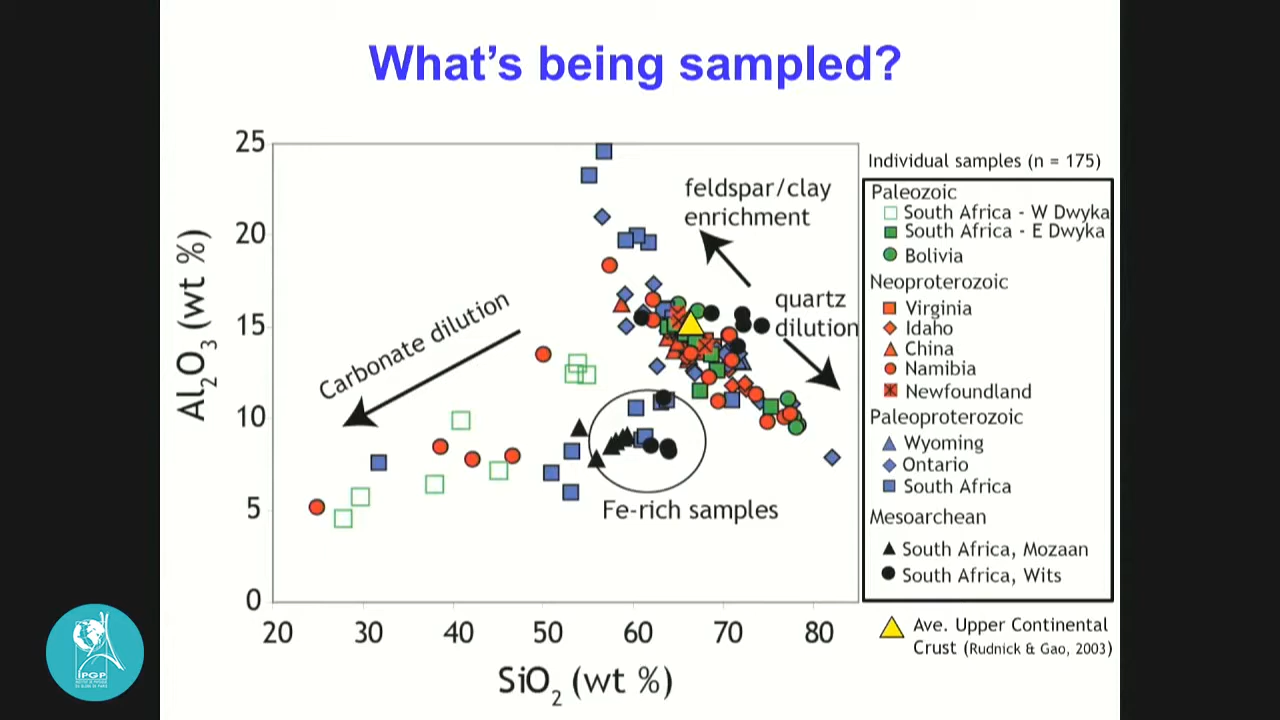 What's being sampled?
25
20
15
10
5
0
20 30 40 50 60 70 80
Al2O3 (wt %)
SiO2 (wt %)
Carbonate dilution
feldspar/clay
enrichment
quartz
dilution
Fe-rich samples
Individual samples (n = 175)
Paleozoic
South Africa - W Dwyka
South Africa - E Dwyka
Bolivia
Neoproterozoic
Virginia
Idaho
China
Namibia
Newfoundland
Paleoproterozoic
Wyoming
Ontario
South Africa
Mesoarchean
South Africa, Mozaan
South Africa, Wits
Ave. Upper Continental
Crust (Rudnick & Gao, 2003)
IPGP